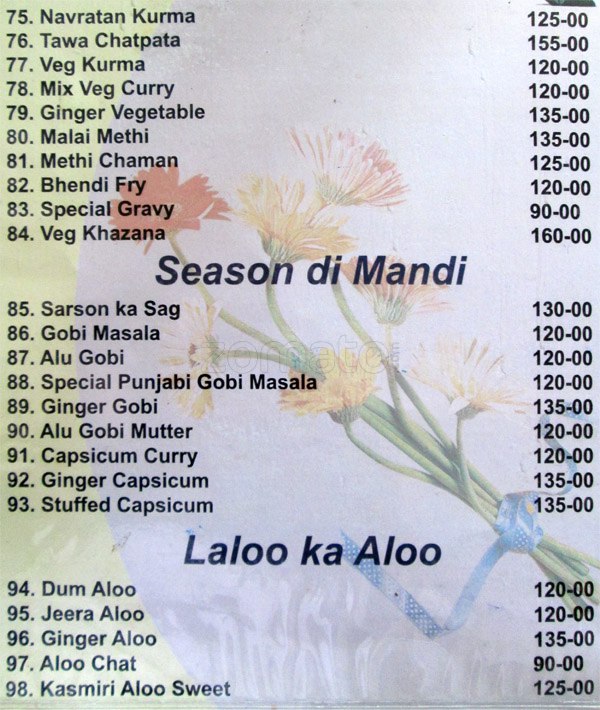 75. Navratan Kurma 125-00
76. Tawa Chatpata 155-00
77. Veg Kurma 120-00
78. Mix Veg Curry 120-00
79. Ginger Vegetable 135-00
80. Malai Methi 135-00
81. Methi Chaman 125-00
82. Bhendi Fry 120-00
83. Special Gravy 90-00
84. Veg Khazana 160-00
Season di Mandi
85. Sarson ka Sag 130-00
86. Gobi Masala 120-00
87. Alu Gobi 120-00
zomato
88. Special Punjabi Gobi Masala 120-00
89. Ginger Gobi 135-00
90. Alu Gobi Mutter 120-00
91. Capsicum Curry 120-00
92. Ginger Capsicum 135-00
93. Stuffed Capsicum 135-00
Laloo ka Aloo
94. Dum Aloo 120-00
95. Jeera Aloo 120-00
96. Ginger Aloo 135-00
97. Aloo Chat 90-00
98. Kasmiri Aloo Sweet 125-00